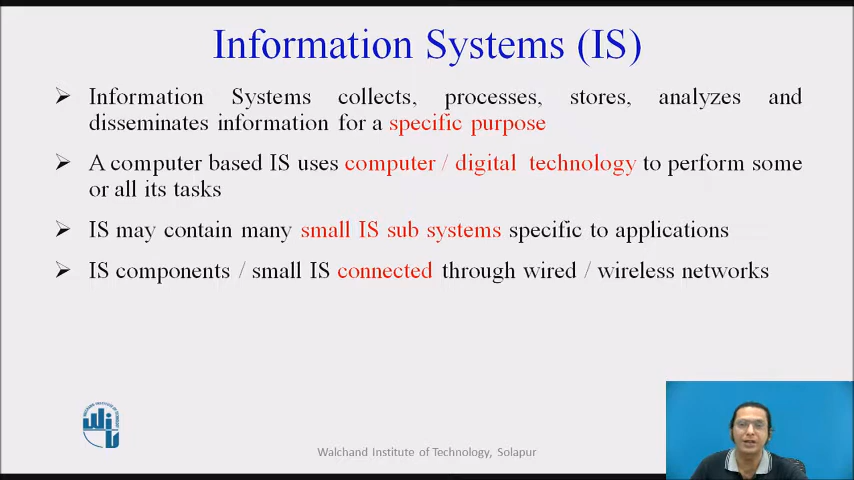 Information Systems (IS)
Information Systems collects, processes, stores, analyzes and
disseminates information for a specific purpose
A computer based IS uses computer / digital technology to perform some
or all its tasks
IS may contain many small IS sub systems specific to applications
IS components / small IS connected through wired / wireless networks
Walchand Institute of Technology, Solapur